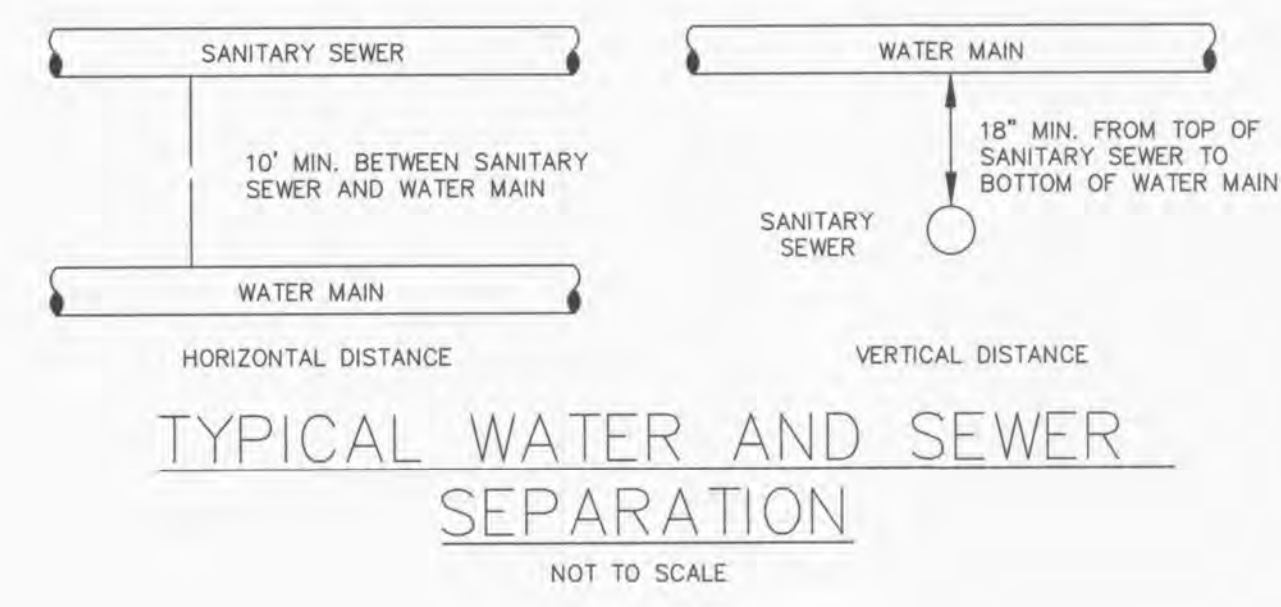 SANITARY SEWER
10' MIN. BETWEEN SANITARY
SEWER AND WATER MAIN
WATER MAIN
HORIZONTAL DISTANCE
WATER MAIN
18" MIN. FROM TOP OF
SANITARY SEWER TO
BOTTOM OF WATER MAIN
SANITARY
SEWER
VERTICAL DISTANCE
TYPICAL WATER AND SEWER
SEPARATION
NOT TO SCALE